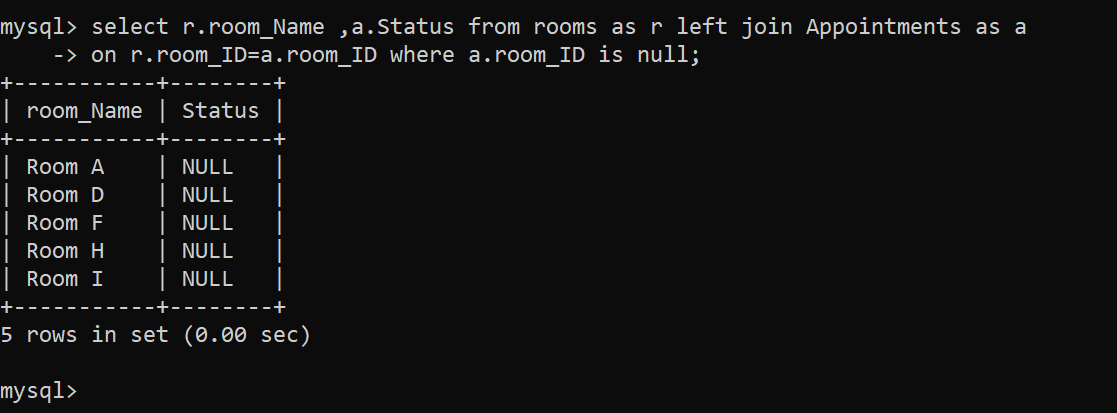 mysql> select r.room_Name ,a.Status from rooms as r left join Appointments as a
    -> on r.room_ID=a.room_ID where a.room_ID is null;
+-----------+--------+
| room_Name | Status |
+-----------+--------+
| Room A    | NULL   |
| Room D    | NULL   |
| Room F    | NULL   |
| Room H    | NULL   |
| Room I    | NULL   |
+-----------+--------+
5 rows in set (0.00 sec)

mysql>